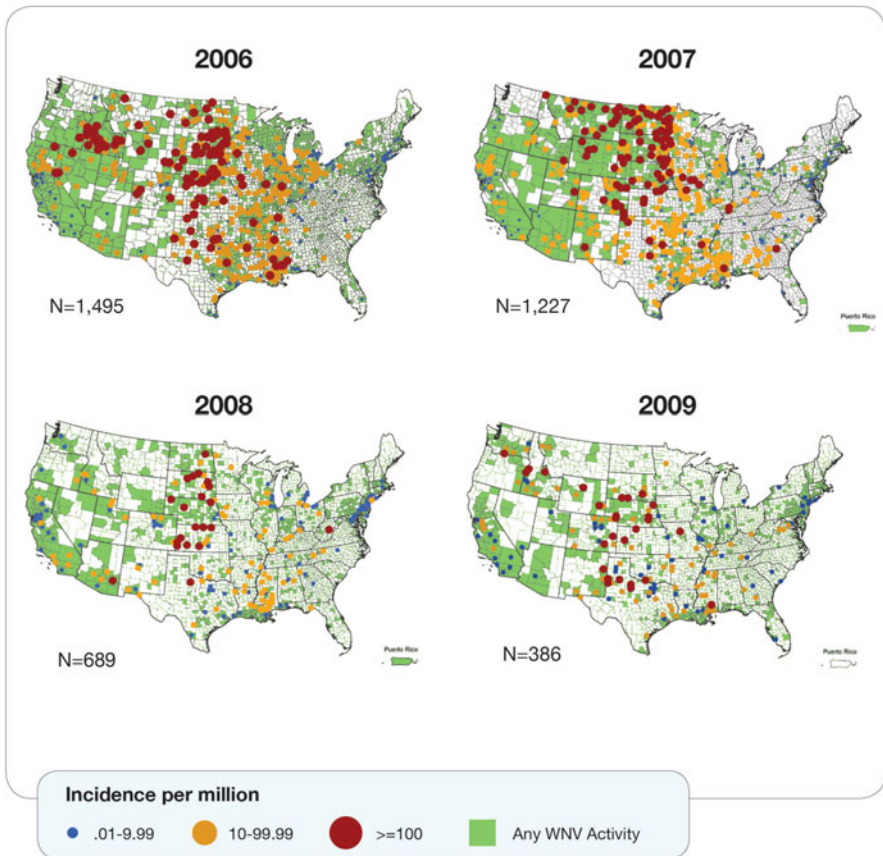 2006
2007
N=1,495
N=1,227
Puerto Rico
2008
2009
N=689
N=386
Puerto Rico
Puerto Rico
Incidence per million
.01-9.99
10-99.99
>=100
Any WNV Activity